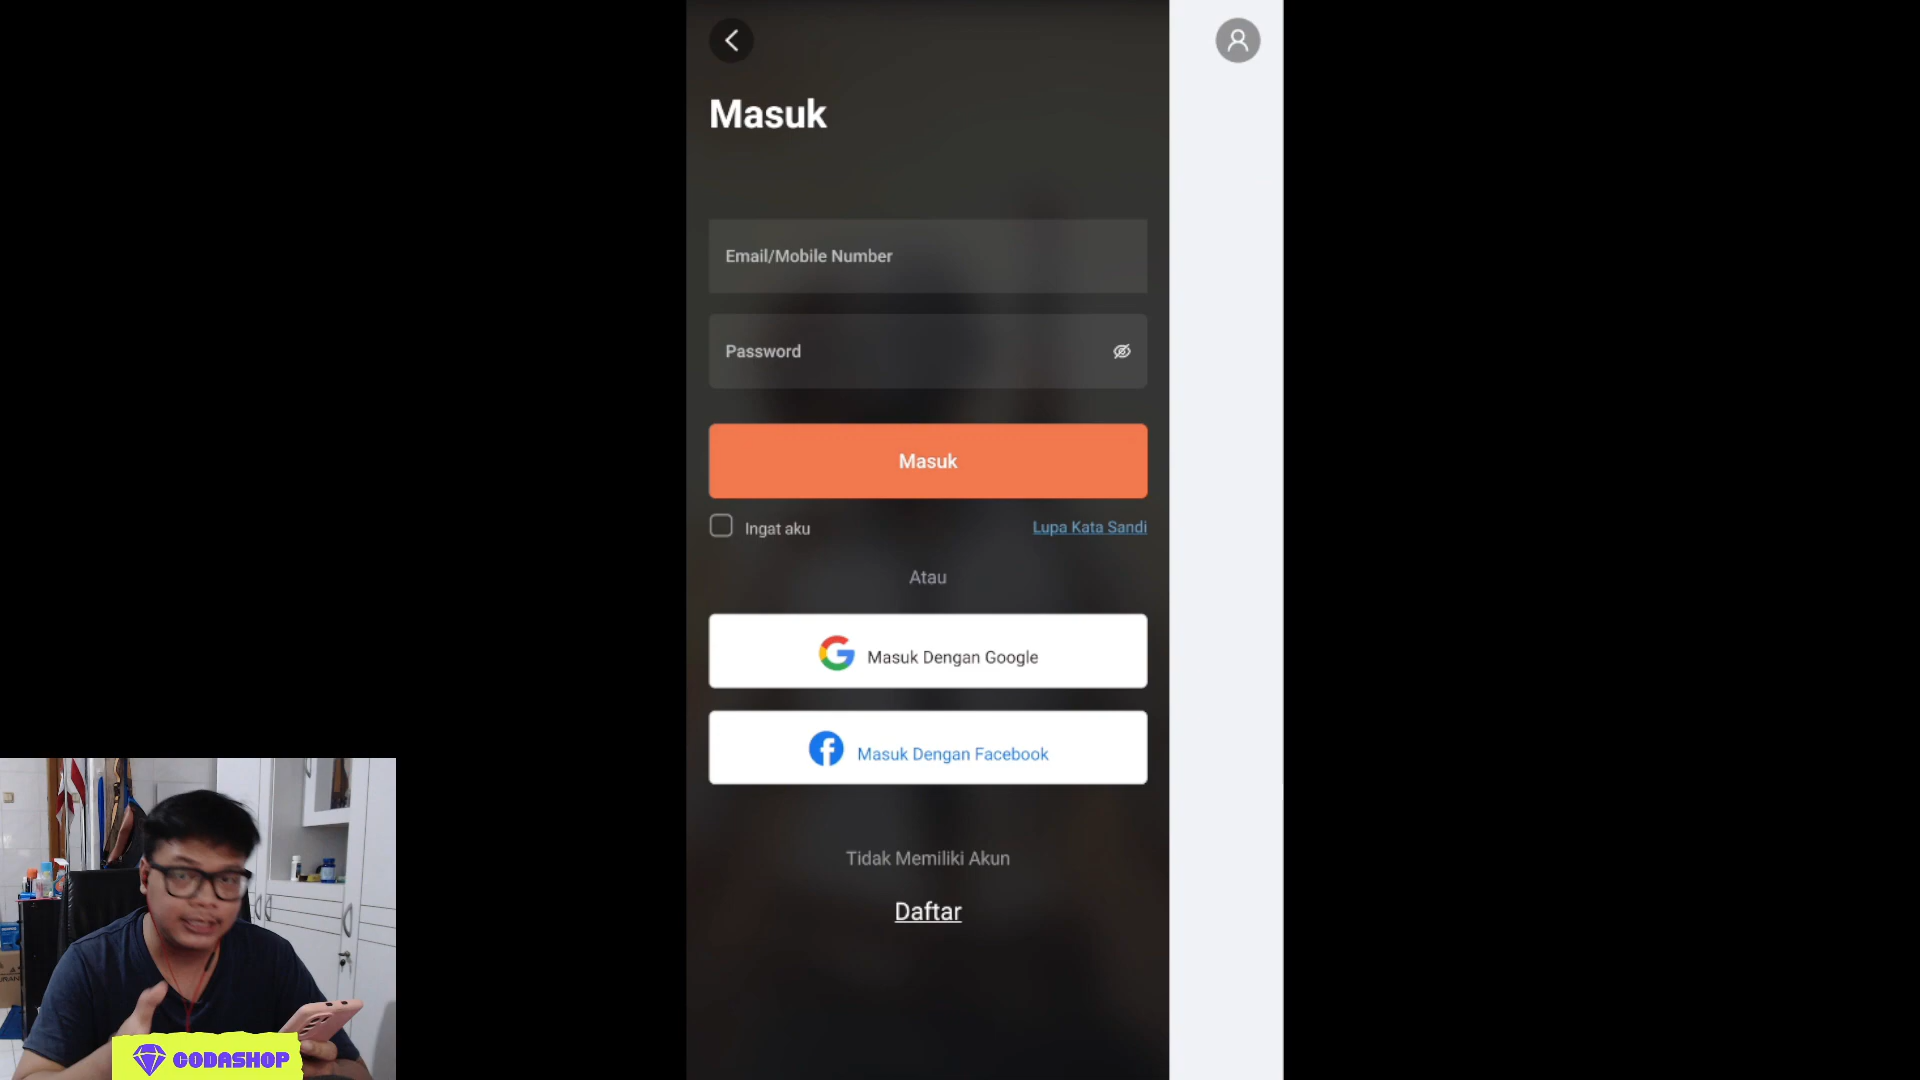 Masuk
Email/Mobile Number
Password
Masuk
Ingat aku
Lupa Kata Sandi
Atau
Masuk Dengan Google
Masuk Dengan Facebook
Tidak Memiliki Akun
Daftar
CODASHOP